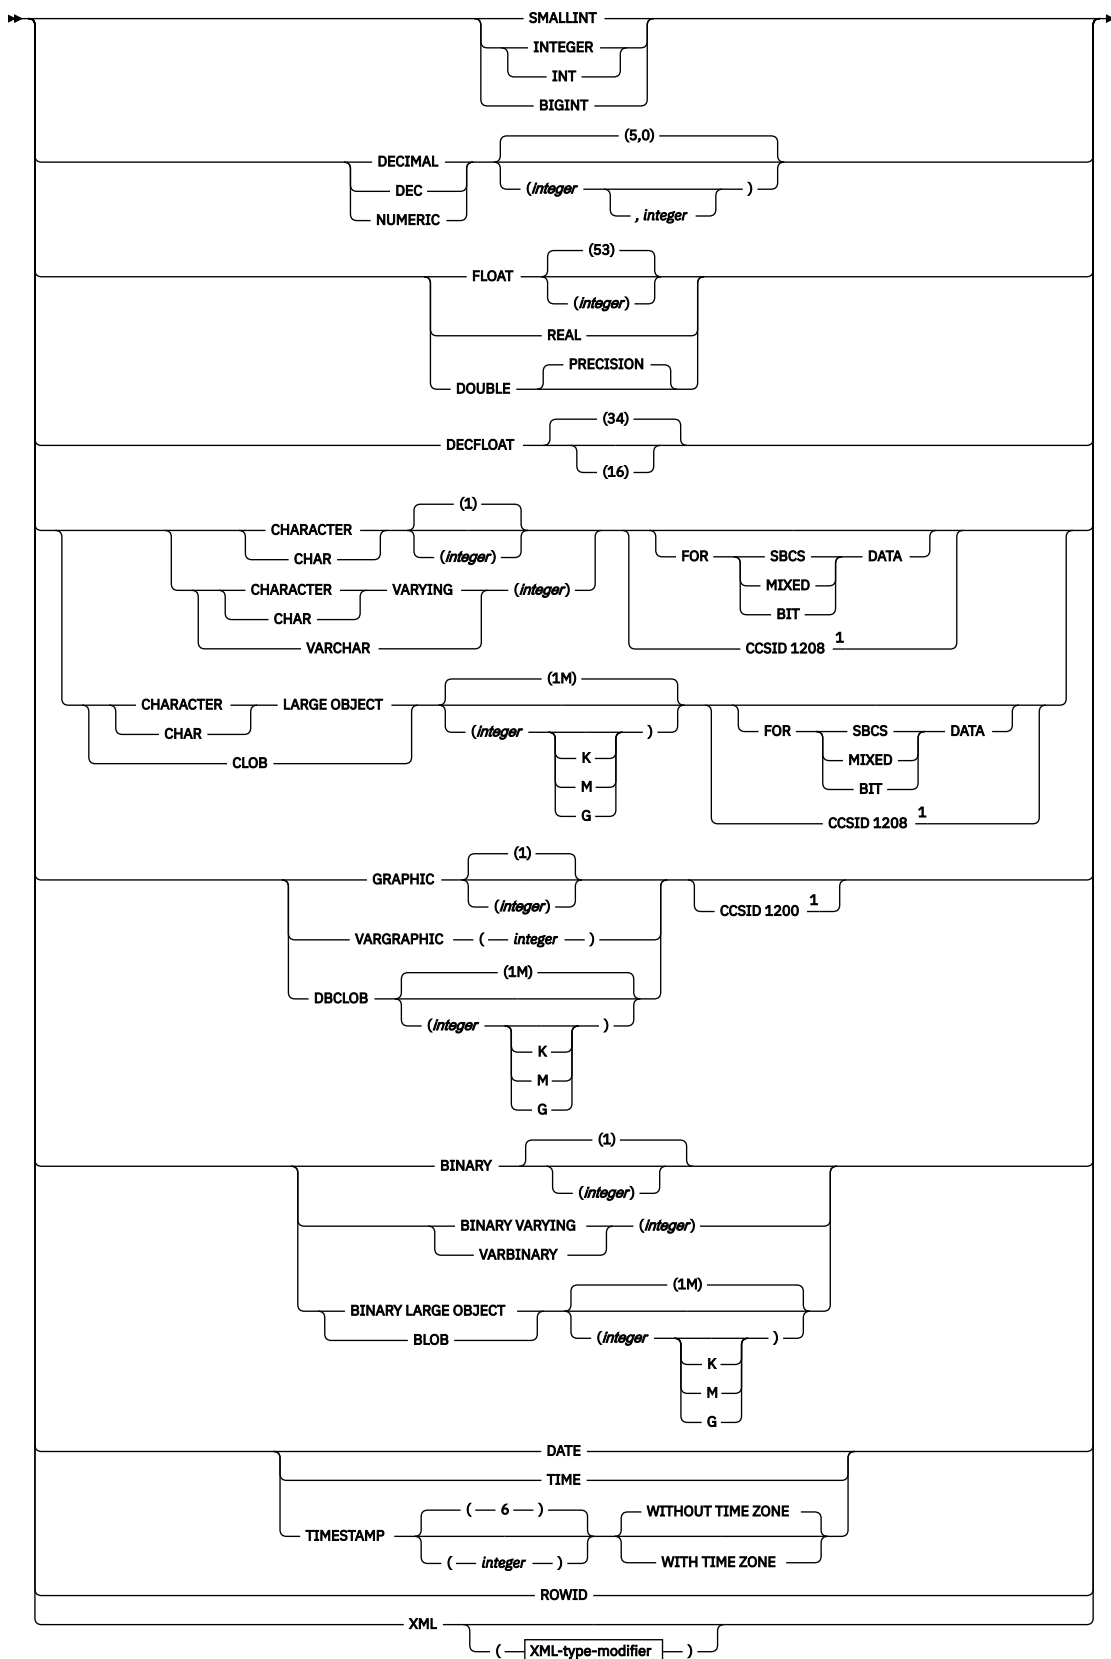 SMALLINT
INTEGER
INT
BIGINT
(5,0)
DECIMAL
DEC (integer )
NUMERIC , integer
(53)
FLOAT
(integer)
REAL
PRECISION
DOUBLE
(34)
DECFLOAT
(16)
(1)
CHARACTER
CHAR (integer) FOR SBCS DATA
CHARACTER VARYING (integer) MIXED
CHAR BIT
VARCHAR CCSID 1208 1
(1M)
CHARACTER LARGE OBJECT
CHAR (integer ) FOR SBCS DATA
CLOB K MIXED
M BIT
G CCSID 1208 1
(1)
GRAPHIC
(integer) CCSID 1200 1
VARGRAPHIC ( integer )
(1M)
DBCLOB
(integer )
K
M
G
(1)
BINARY
(integer)
BINARY VARYING (integer)
VARBINARY
(1M)
BINARY LARGE OBJECT
BLOB (integer )
K
M
G
DATE
TIME
( 6 ) WITHOUT TIME ZONE
TIMESTAMP
( integer ) WITH TIME ZONE
ROWID
XML
( XML-type-modifier )